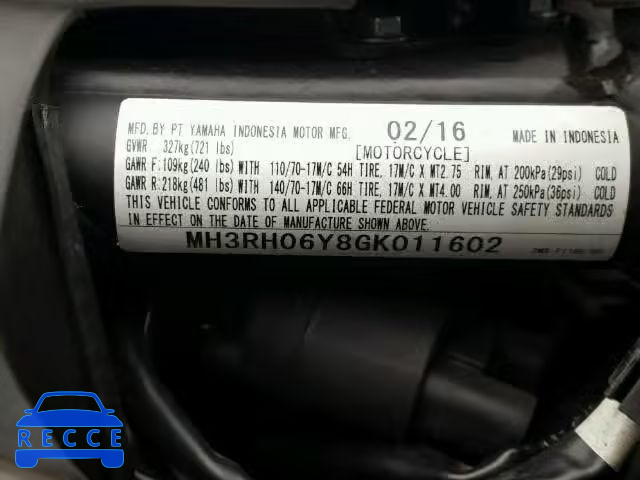 MFD. BY PT YAMAHA INDONESIA MOTOR MFG. 02/16 MADE IN INDONESIA
GVWR 327kg(721 lbs) [MOTORCYCLE]
GAWR F:109kg(240 lbs) WITH 110/70-17M/C 54H TIRE, 17M/C X MT2.75 RIM, AT 200kPa(29psi) COLD
GAWR R:218kg(481 lbs) WITH 140/70-17M/C 66H TIRE, 17M/C X MT4.00 RIM, AT 250kPa(36psi) COLD
THIS VEHICLE CONFORMS TO ALL APPLICABLE FEDERAL MOTOR VEHICLE SAFETY STANDARDS
IN EFFECT ON THE DATE OF MANUFACTURE SHOWN ABOVE.
MH3RH06Y8GK011602
RECCE